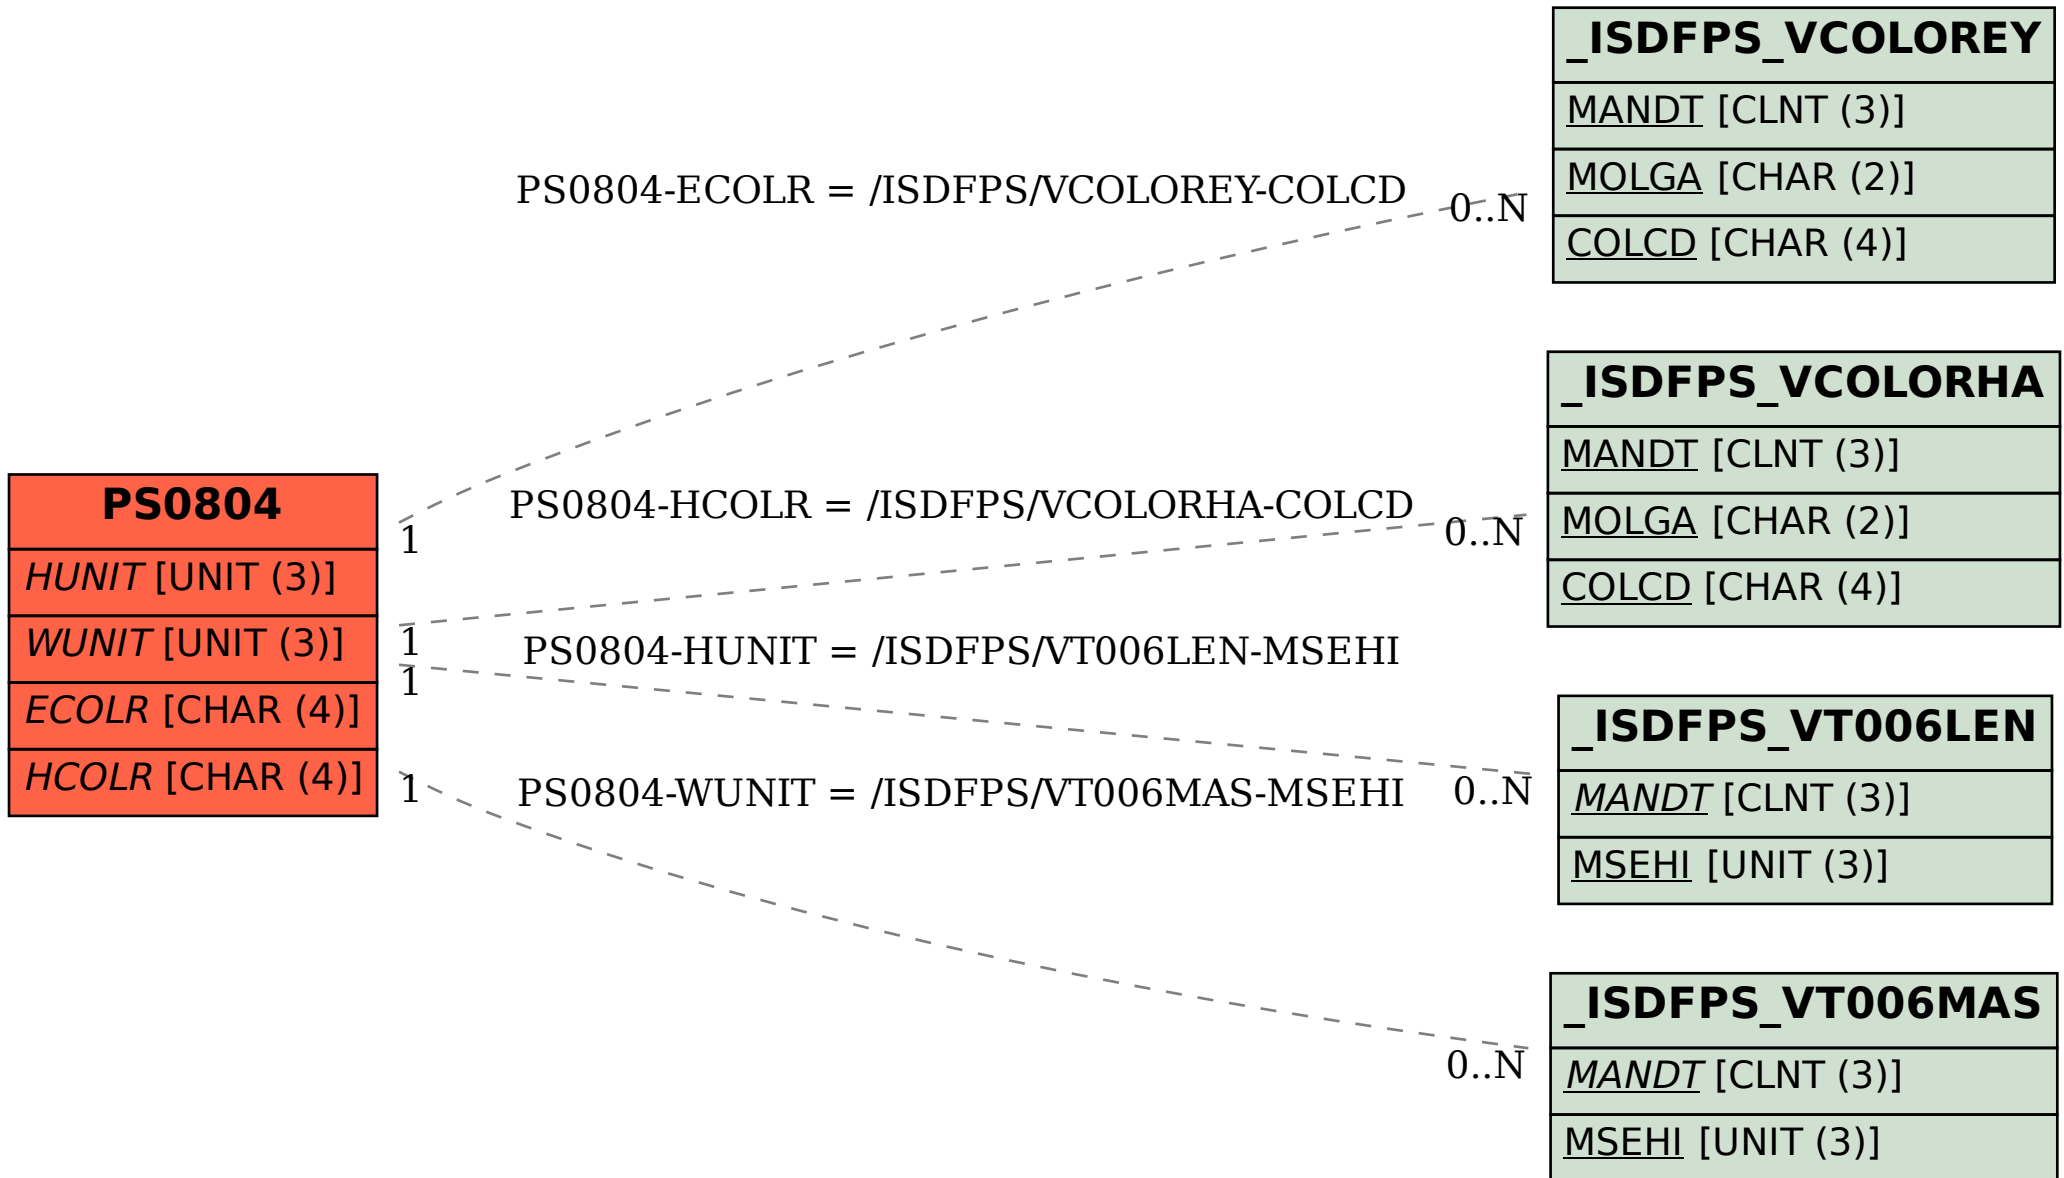 PS0804
HUNIT [UNIT (3)]
WUNIT [UNIT (3)]
ECOLR [CHAR (4)]
HCOLR [CHAR (4)]
PS0804-ECOLR = /ISDFPS/VCOLOREY-COLCD
0..N
1
PS0804-HCOLR = /ISDFPS/VCOLORHA-COLCD
0..N
1
PS0804-HUNIT = /ISDFPS/VT006LEN-MSEHI
0..N
1
PS0804-WUNIT = /ISDFPS/VT006MAS-MSEHI
0..N
1
_ISDFPS_VCOLOREY
MANDT [CLNT (3)]
MOLGA [CHAR (2)]
COLCD [CHAR (4)]
_ISDFPS_VCOLORHA
MANDT [CLNT (3)]
MOLGA [CHAR (2)]
COLCD [CHAR (4)]
_ISDFPS_VT006LEN
MANDT [CLNT (3)]
MSEHI [UNIT (3)]
_ISDFPS_VT006MAS
MANDT [CLNT (3)]
MSEHI [UNIT (3)]